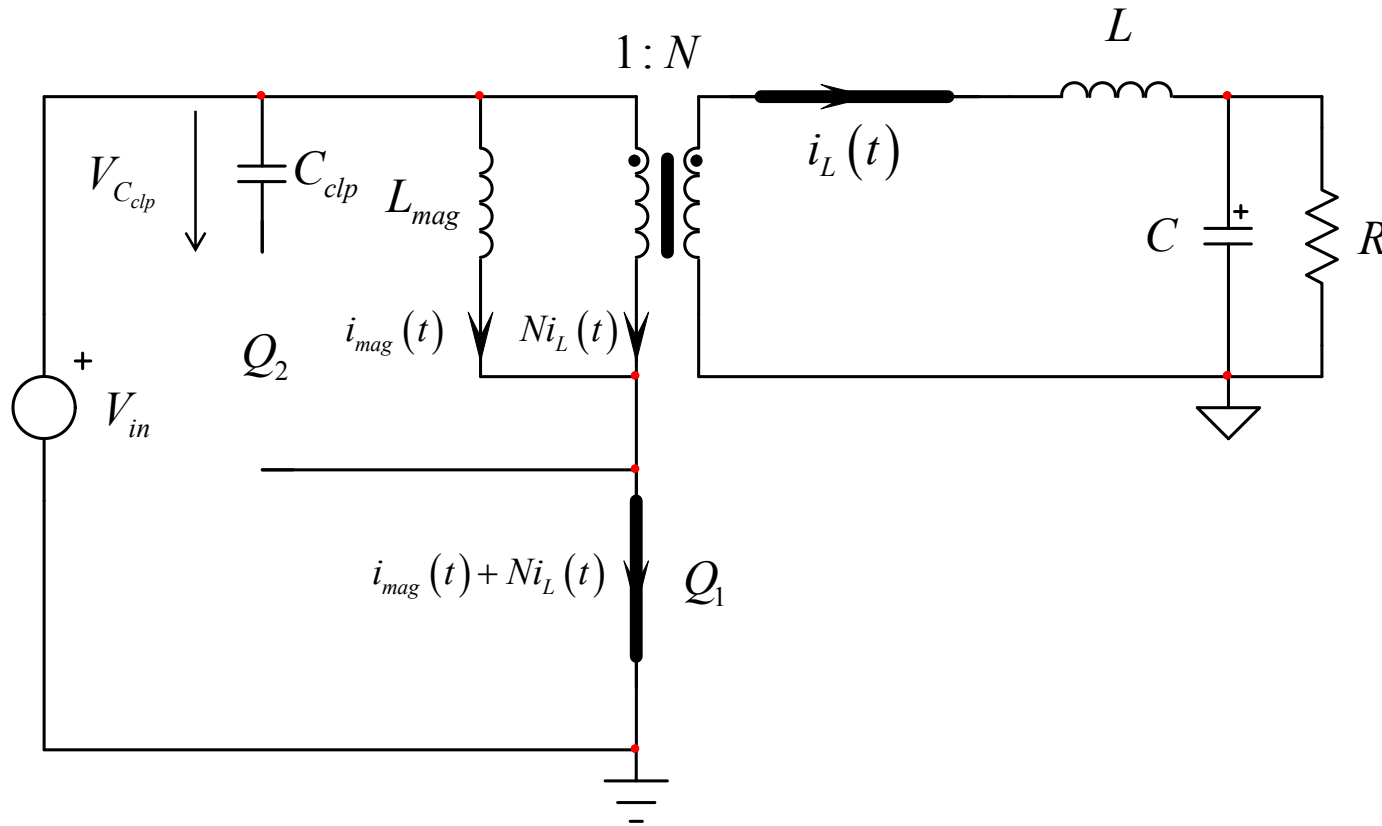 L
1 : N
i_L(t)
V_{C_{clp}}
C_{clp}
L_{mag}
C
+
R
i_{mag}(t)
Ni_L(t)
Q_2
+
V_{in}
i_{mag}(t) + Ni_L(t)
Q_1